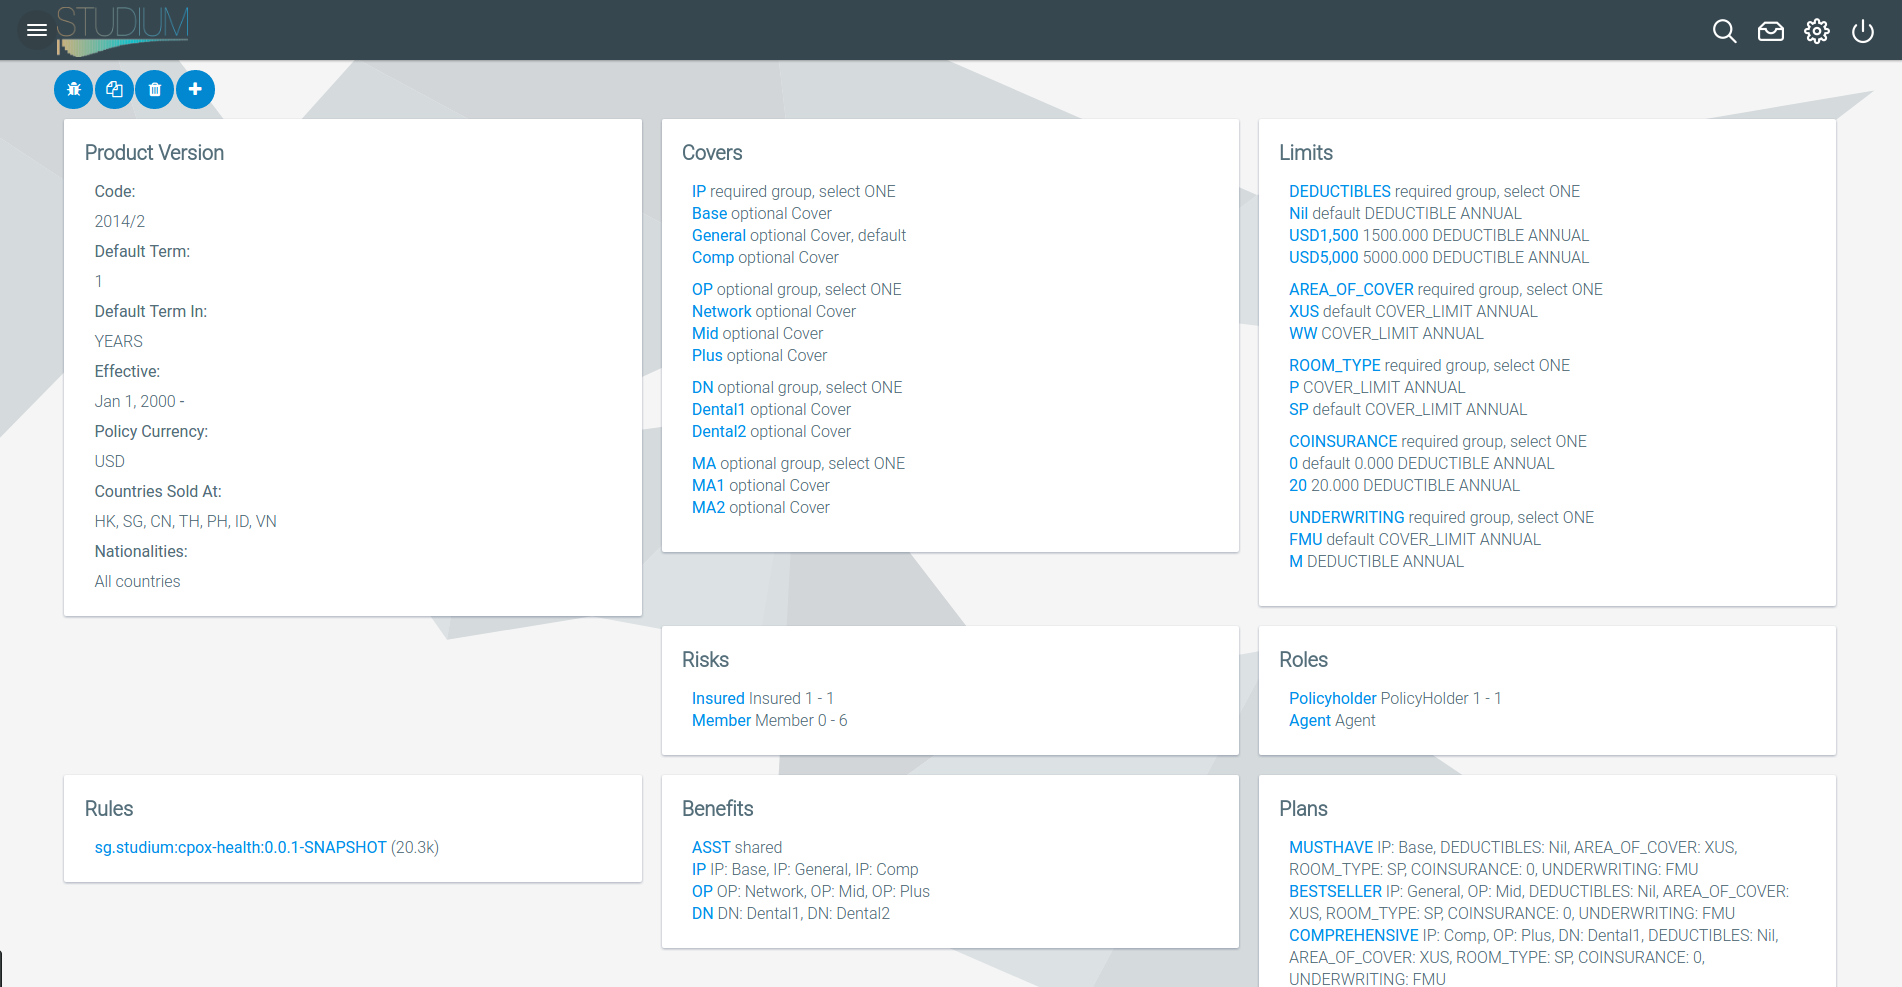 STUDIUM
Product Version
Code:
2014/2
Default Term:
1
Default Term In:
YEARS
Effective:
Jan 1, 2000 -
Policy Currency:
USD
Countries Sold At:
HK, SG, CN, TH, PH, ID, VN
Nationalities:
All countries
Covers
IP required group, select ONE
Base optional Cover
General optional Cover, default
Comp optional Cover
OP optional group, select ONE
Network optional Cover
Mid optional Cover
Plus optional Cover
DN optional group, select ONE
Dental1 optional Cover
Dental2 optional Cover
MA optional group, select ONE
MA1 optional Cover
MA2 optional Cover
Limits
DEDUCTIBLES required group, select ONE
Nil default DEDUCTIBLE ANNUAL
USD1,500 1500.000 DEDUCTIBLE ANNUAL
USD5,000 5000.000 DEDUCTIBLE ANNUAL
AREA_OF_COVER required group, select ONE
XUS default COVER_LIMIT ANNUAL
WW COVER_LIMIT ANNUAL
ROOM_TYPE required group, select ONE
P COVER_LIMIT ANNUAL
SP default COVER_LIMIT ANNUAL
COINSURANCE required group, select ONE
0 default 0.000 DEDUCTIBLE ANNUAL
20 20.000 DEDUCTIBLE ANNUAL
UNDERWRITING required group, select ONE
FMU default COVER_LIMIT ANNUAL
M DEDUCTIBLE ANNUAL
Risks
Insured Insured 1 - 1
Member Member 0 - 6
Roles
Policyholder PolicyHolder 1 - 1
Agent Agent
Rules
sg.studium:cpox-health:0.0.1-SNAPSHOT (20.3k)
Benefits
ASST shared
IP IP: Base, IP: General, IP: Comp
OP OP: Network, OP: Mid, OP: Plus
DN DN: Dental1, DN: Dental2
Plans
MUSTHAVE IP: Base, DEDUCTIBLES: Nil, AREA_OF_COVER: XUS,
ROOM_TYPE: SP, COINSURANCE: 0, UNDERWRITING: FMU
BESTSELLER IP: General, OP: Mid, DEDUCTIBLES: Nil, AREA_OF_COVER:
XUS, ROOM_TYPE: SP, COINSURANCE: 0, UNDERWRITING: FMU
COMPREHENSIVE IP: Comp, OP: Plus, DN: Dental1, DEDUCTIBLES: Nil,
AREA_OF_COVER: XUS, ROOM_TYPE: SP, COINSURANCE: 0,
UNDERWRITING: FMU